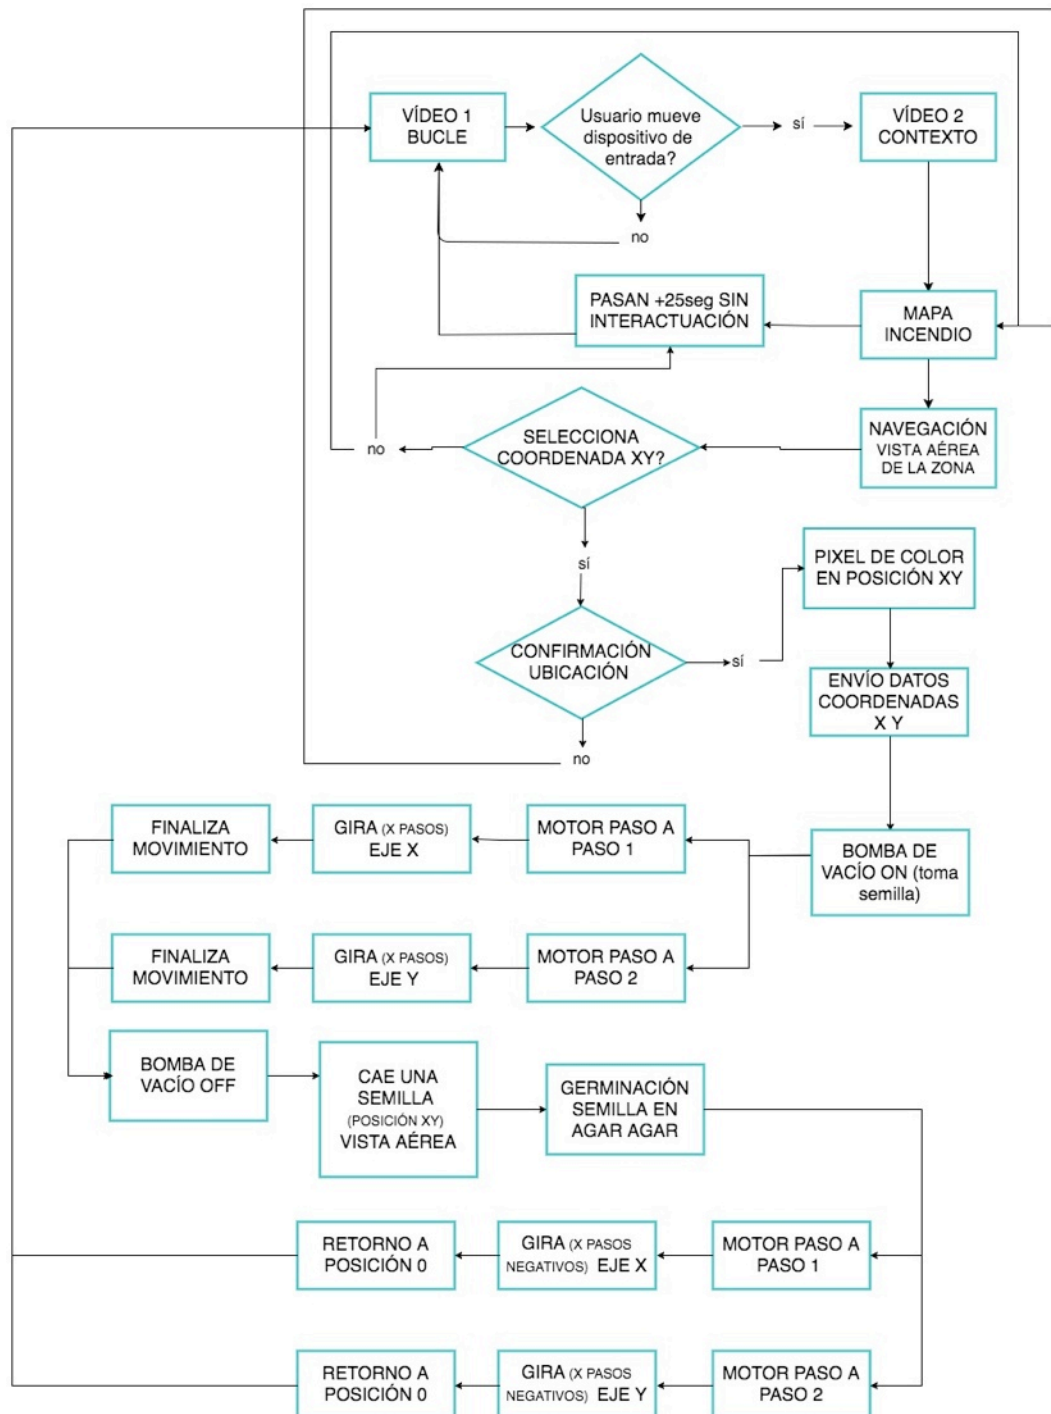 VÍDEO 1
BUCLE
Usuario mueve
dispositivo de
entrada?
sí
VÍDEO 2
CONTEXTO
no
PASAN +25seg SIN
INTERACTUACIÓN
MAPA
INCENDIO
NAVEGACIÓN
VISTA AÉREA
DE LA ZONA
SELECCIONA
COORDENADA XY?
no
sí
PIXEL DE COLOR
EN POSICIÓN XY
CONFIRMACIÓN
UBICACIÓN
sí
no
ENVÍO DATOS
COORDENADAS
X Y
BOMBA DE
VACÍO ON (toma
semilla)
MOTOR PASO A
PASO 1
GIRA (X PASOS)
EJE X
FINALIZA
MOVIMIENTO
MOTOR PASO A
PASO 2
GIRA (X PASOS)
EJE Y
FINALIZA
MOVIMIENTO
BOMBA DE
VACÍO OFF
CAE UNA
SEMILLA
(POSICIÓN XY)
VISTA AÉREA
GERMINACIÓN
SEMILLA EN
AGAR AGAR
MOTOR PASO A
PASO 1
GIRA (X PASOS
NEGATIVOS) EJE X
RETORNO A
POSICIÓN 0
MOTOR PASO A
PASO 2
GIRA (X PASOS
NEGATIVOS) EJE Y
RETORNO A
POSICIÓN 0